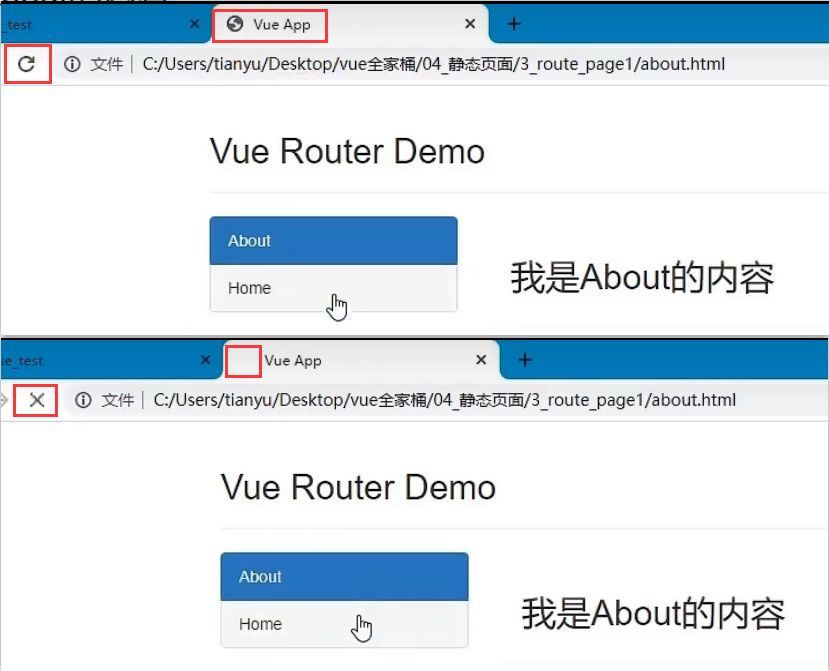 _test × Vue App × +
文件 | C:/Users/tianyu/Desktop/vue全家桶/04_静态页面/3_route_page1/about.html
Vue Router Demo
About
Home
我是About的内容
ue_test × Vue App × +
文件 | C:/Users/tianyu/Desktop/vue全家桶/04_静态页面/3_route_page1/about.html
Vue Router Demo
About
Home
我是About的内容